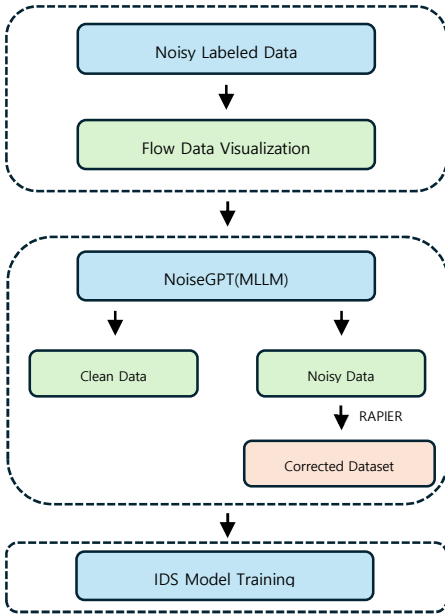 Noisy Labeled Data
Flow Data Visualization
NoiseGPT(MLLM)
Clean Data
Noisy Data
RAPIER
Corrected Dataset
IDS Model Training